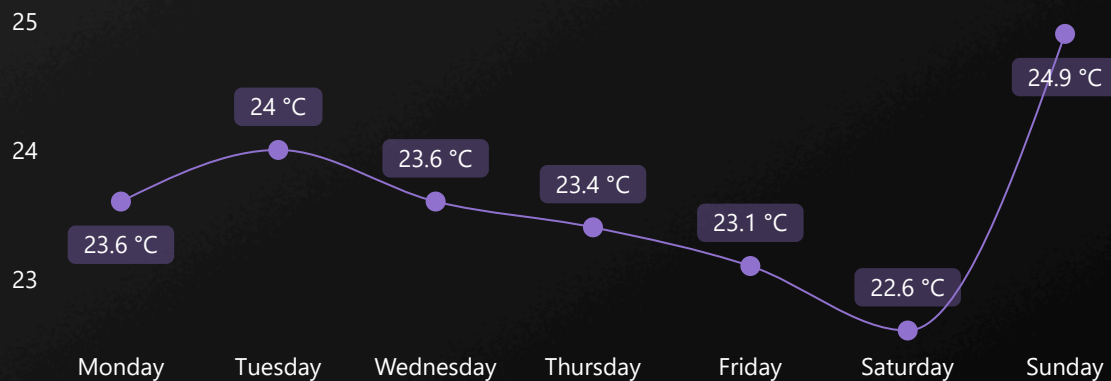 25
24.9 °C
24 °C
24
23.6 °C
23.4 °C
23.1 °C
23.6 °C
23
22.6 °C
Monday Tuesday Wednesday Thursday Friday Saturday Sunday